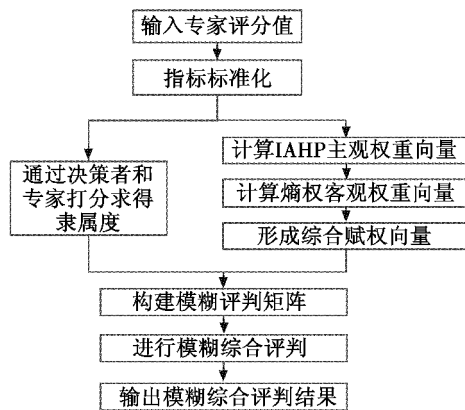 输入专家评分值
指标标准化
通过决策者和
专家打分求得
隶属度
计算IAHP主观权重向量
计算熵权客观权重向量
形成综合赋权向量
构建模糊评判矩阵
进行模糊综合评判
输出模糊综合评判结果